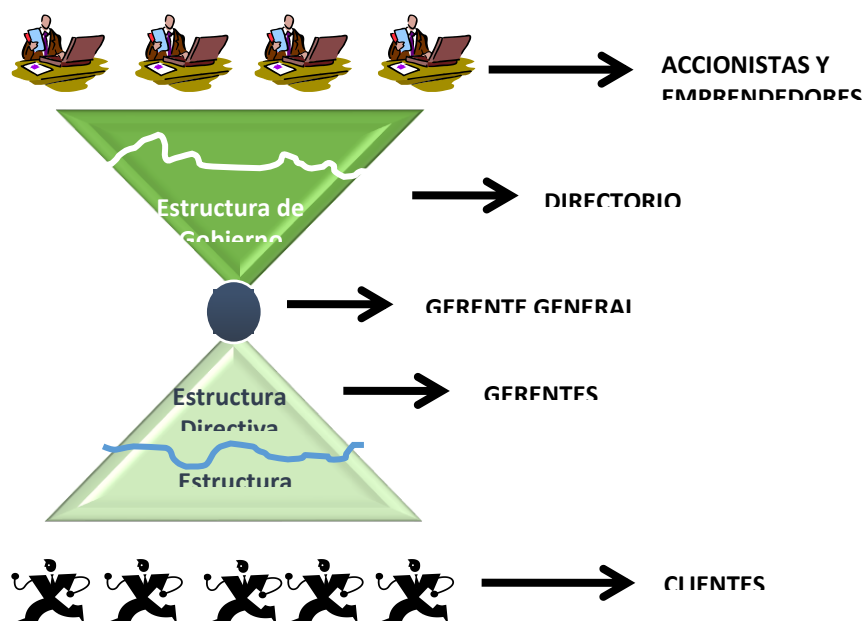 ACCIONISTAS Y
EMPRENDEDORES
Estructura de
Gobierno
DIRECTORIO
GERENTE GENERAL
Estructura
Directiva
GERENTES
Estructura
CLIENTES